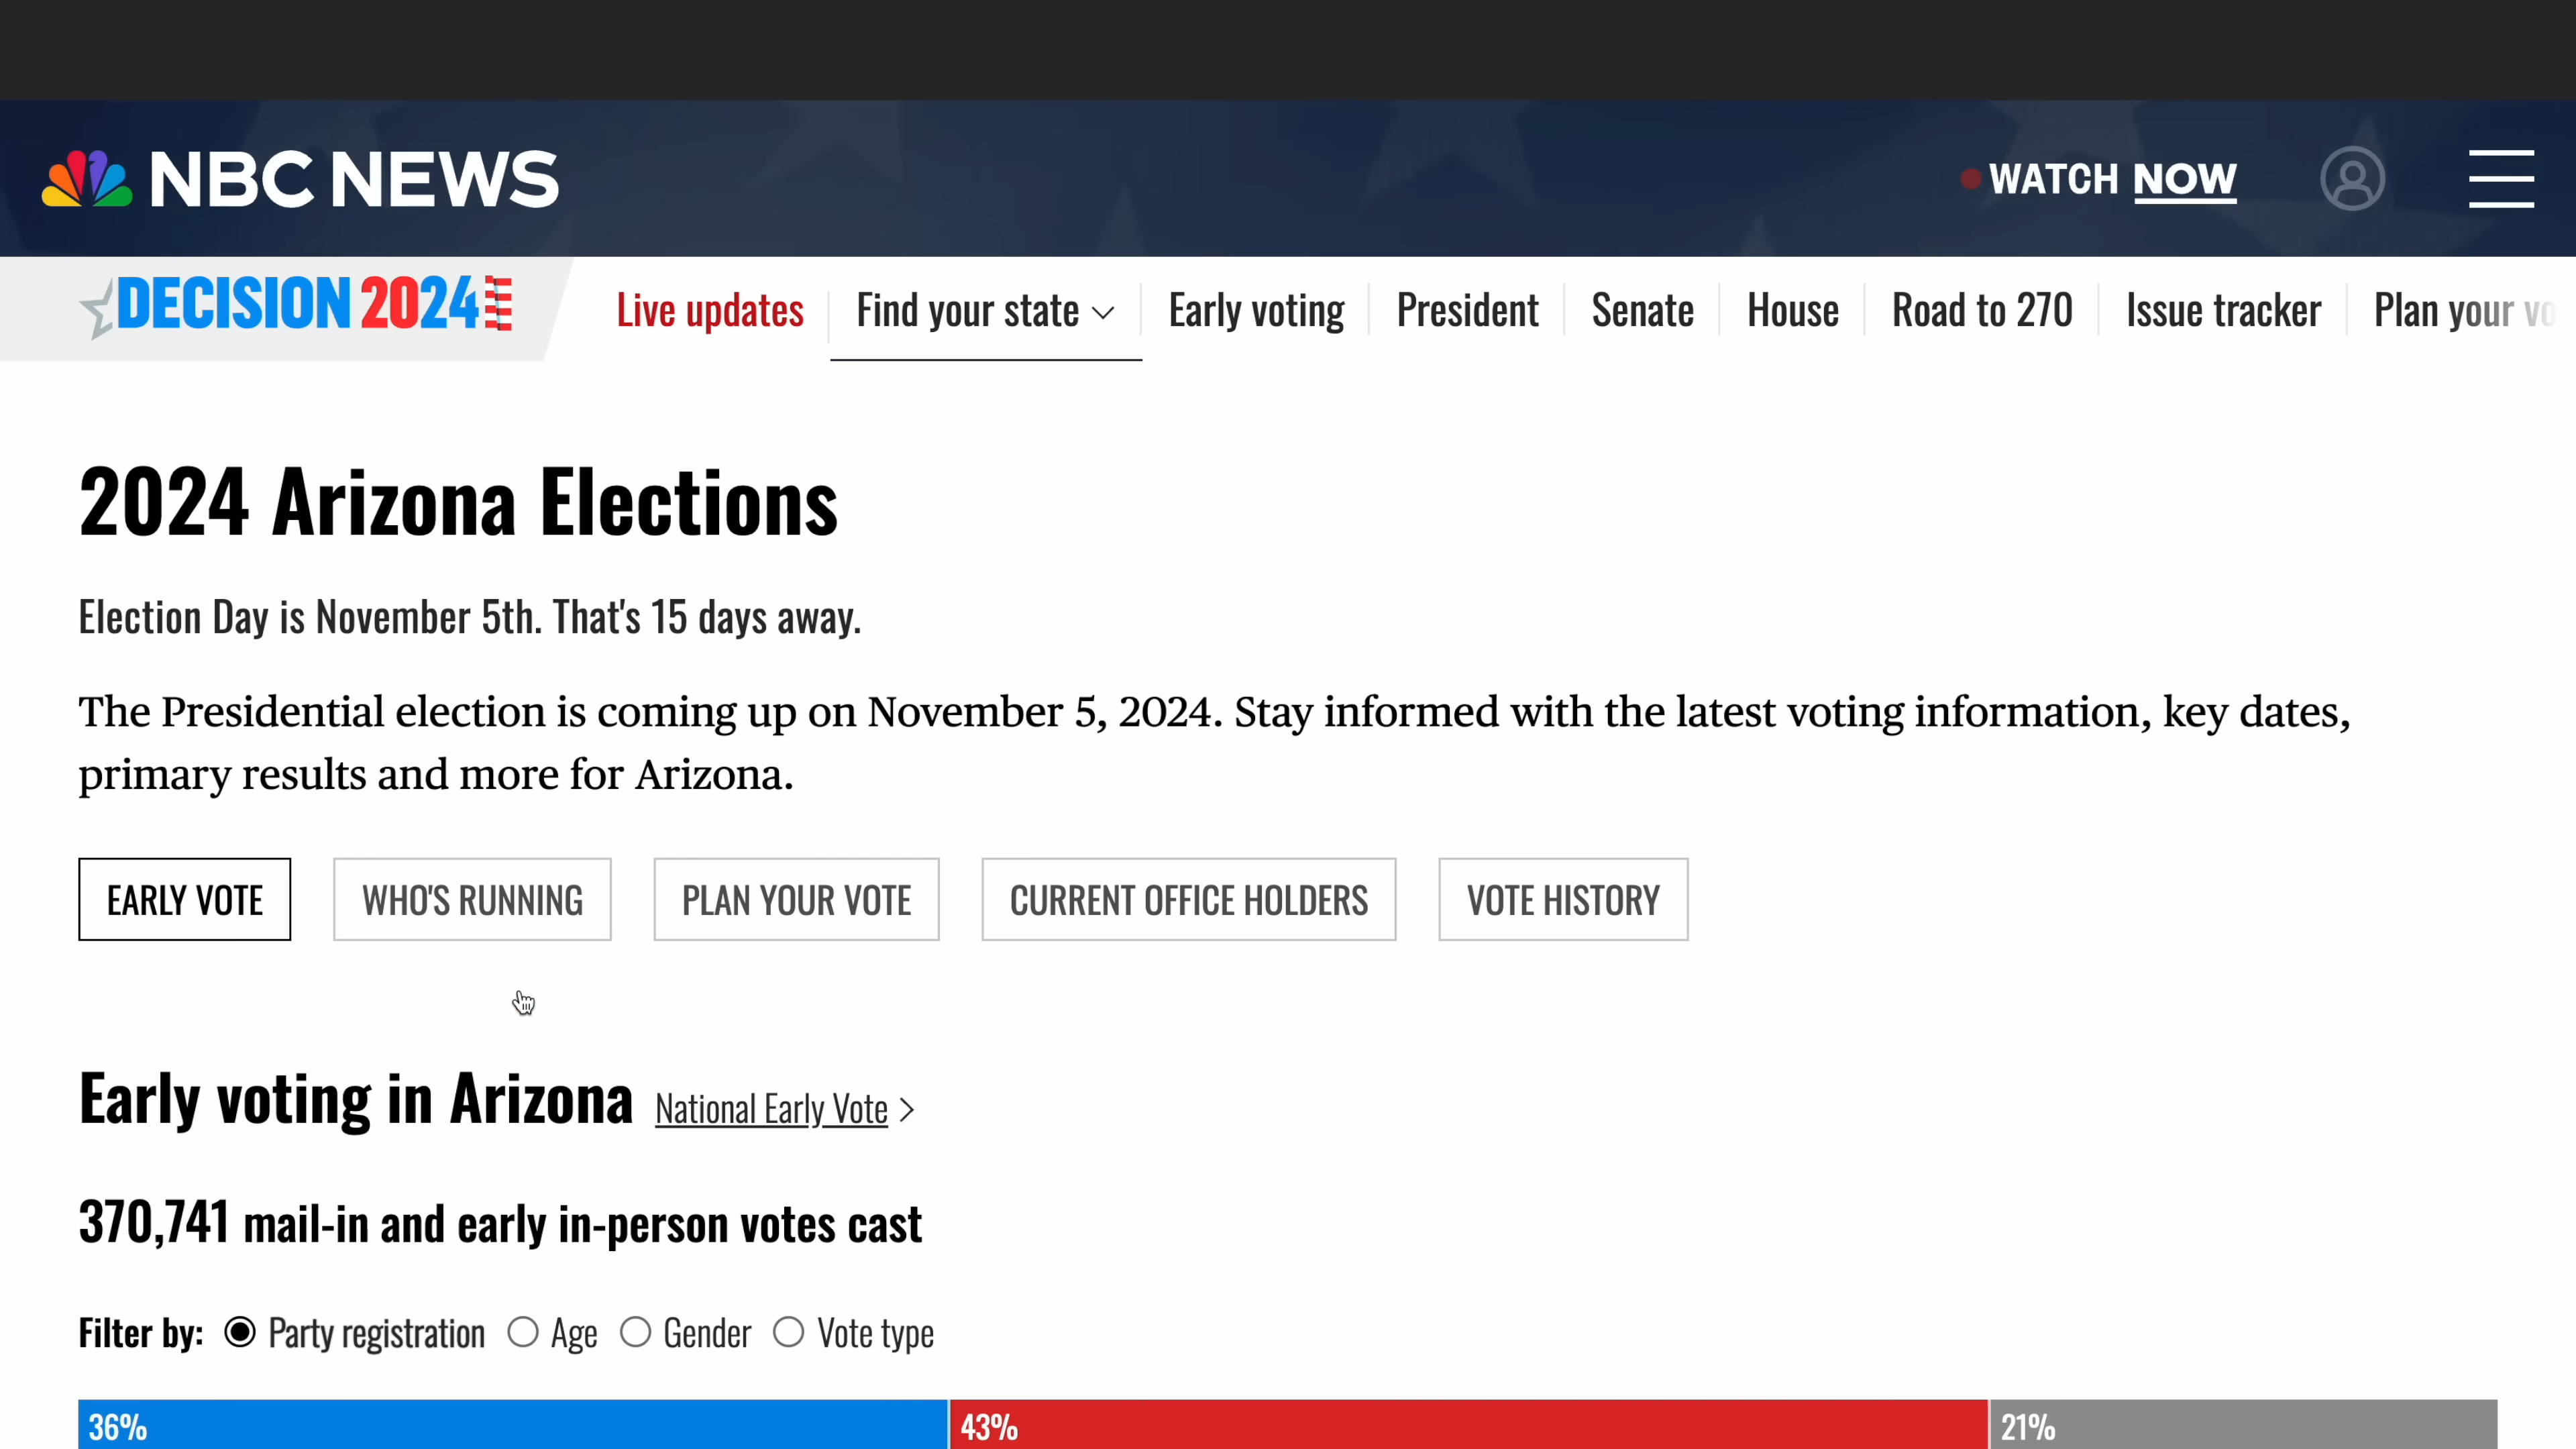 NBC NEWS
WATCH NOW
DECISION 2024
Live updates
Find your state
Early voting
President
Senate
House
Road to 270
Issue tracker
Plan your vo
2024 Arizona Elections
Election Day is November 5th. That's 15 days away.
The Presidential election is coming up on November 5, 2024. Stay informed with the latest voting information, key dates,
primary results and more for Arizona.
EARLY VOTE
WHO'S RUNNING
PLAN YOUR VOTE
CURRENT OFFICE HOLDERS
VOTE HISTORY
Early voting in Arizona National Early Vote >
370,741 mail-in and early in-person votes cast
Filter by: Party registration Age Gender Vote type
36% 43% 21%